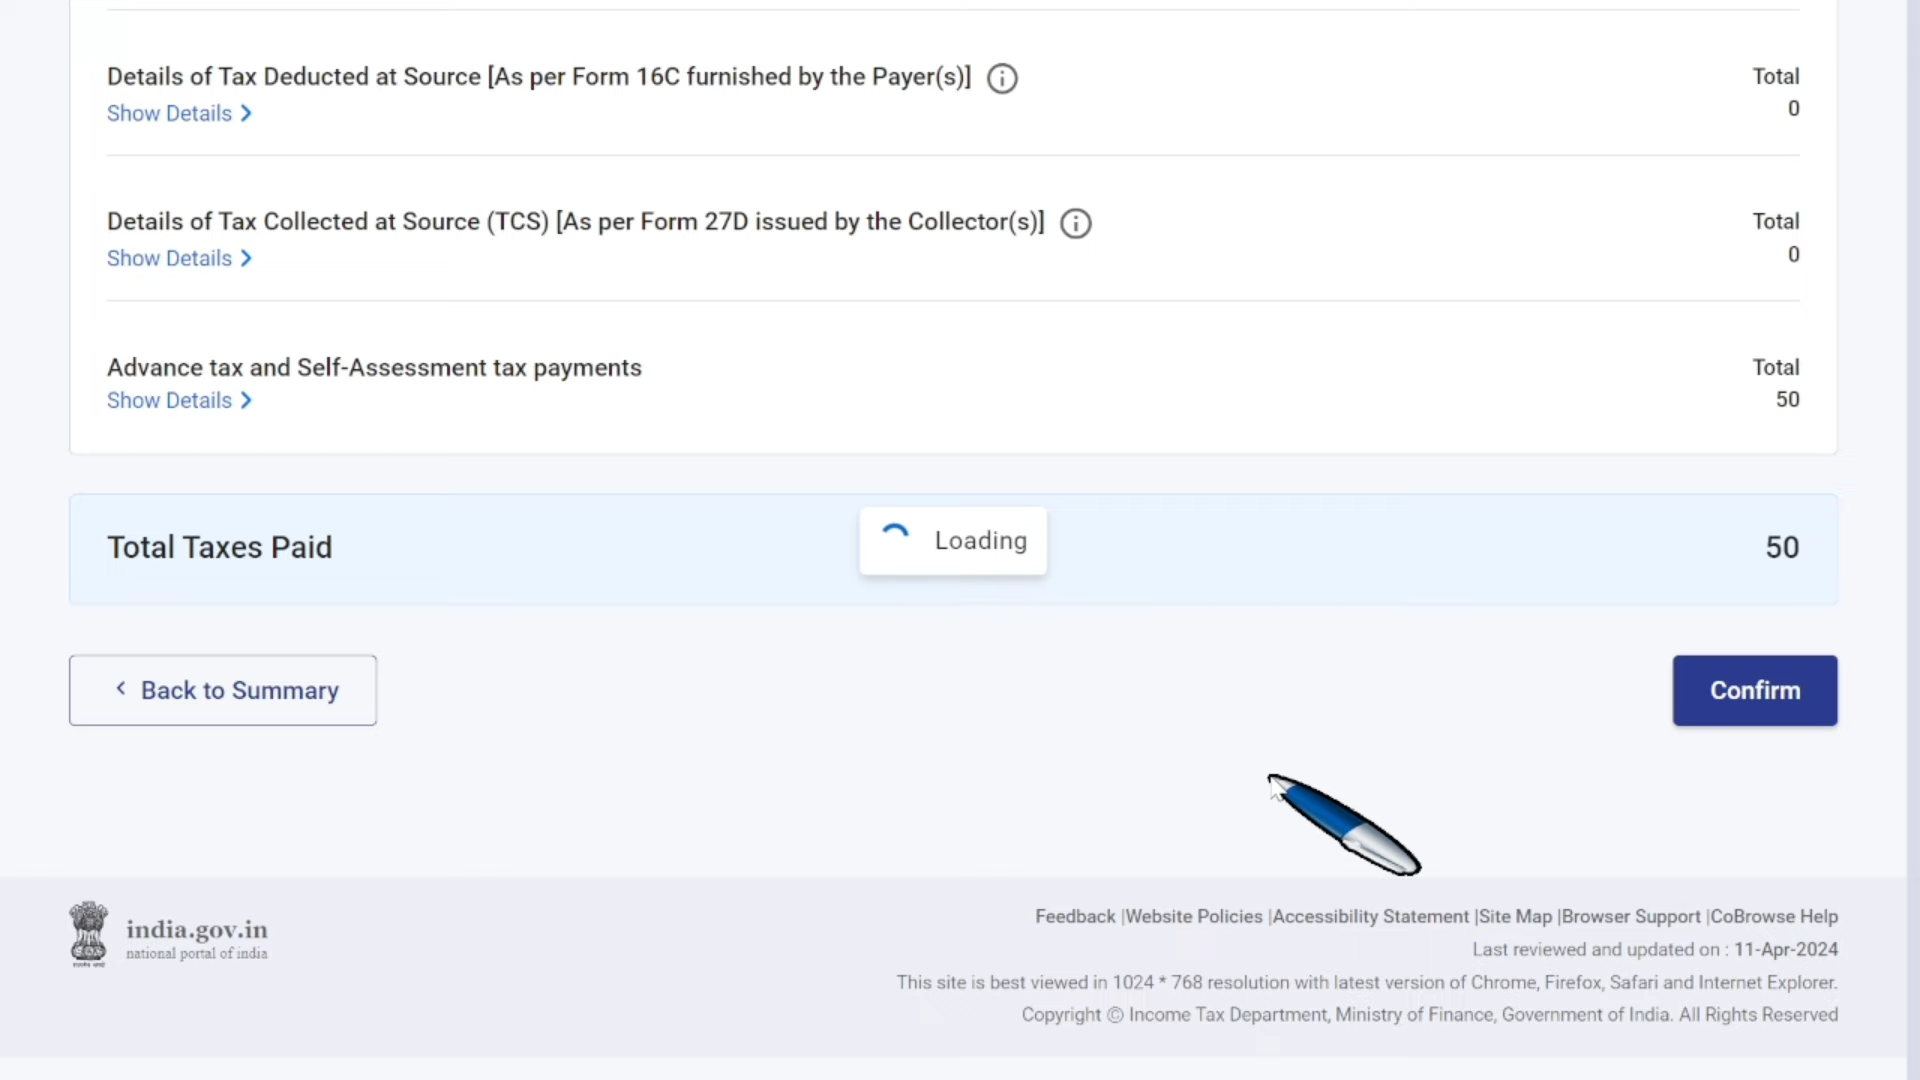 Details of Tax Deducted at Source [As per Form 16C furnished by the Payer(s)]
Total
Show Details
0
Details of Tax Collected at Source (TCS) [As per Form 27D issued by the Collector(s)]
Total
Show Details
0
Advance tax and Self-Assessment tax payments
Total
Show Details
50
Total Taxes Paid
Loading
50
Back to Summary
Confirm
india.gov.in
national portal of india
Feedback |Website Policies |Accessibility Statement |Site Map |Browser Support |CoBrowse Help
Last reviewed and updated on : 11-Apr-2024
This site is best viewed in 1024 * 768 resolution with latest version of Chrome, Firefox, Safari and Internet Explorer.
Copyright © Income Tax Department, Ministry of Finance, Government of India. All Rights Reserved